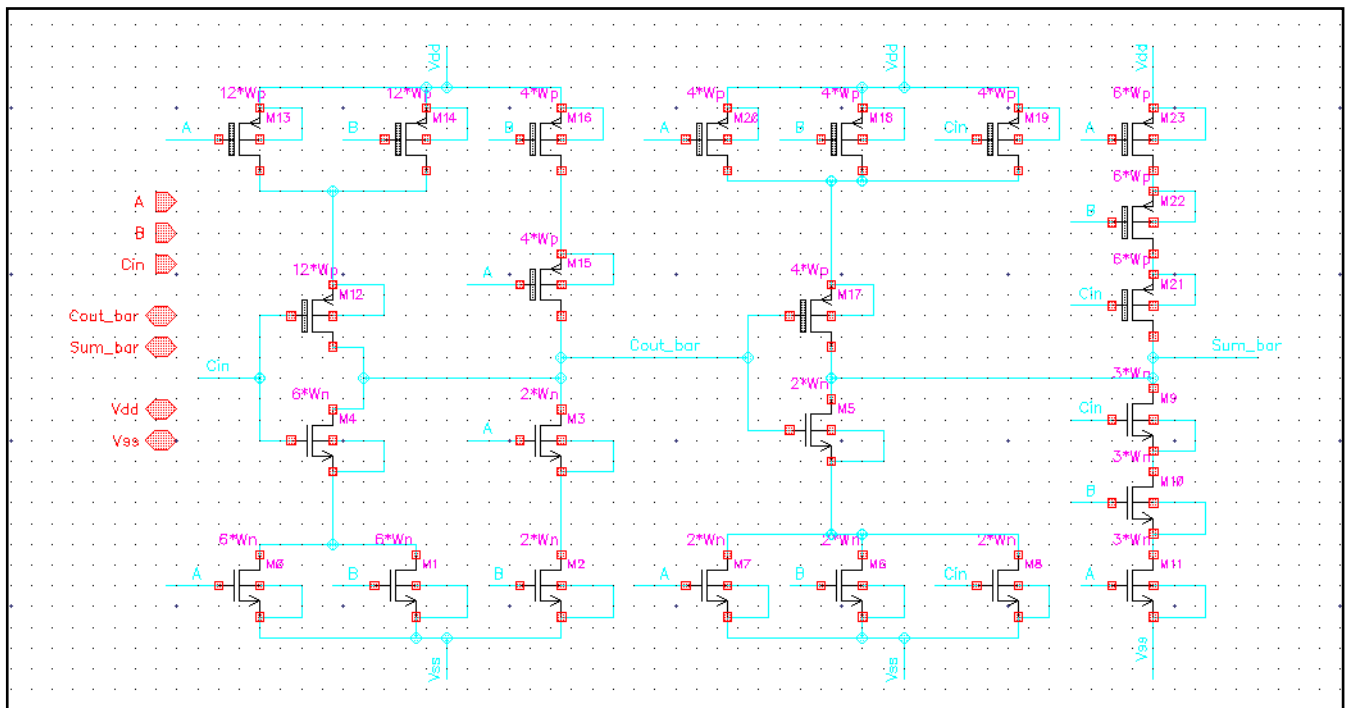 Vdd Vdd Vdd
12*Wp 12*Wp 4*Wp 4*Wp 4*Wp 4*Wp 6*Wp
M13 M14 M16 M20 M18 M19 M23
A B B A B Cin A
6*Wp
A M22
B B
Cin
4*Wp 6*Wp
12*Wp A M15 4*Wp M21
M12 M17 Cin
Cout_bar
Sum_bar Cout_bar Sum_bar
Cin
3*Wn
6*Wn 2*Wn 2*Wn M9
Vdd M4 M3 M5 Cin
Vss A
3*Wn
M10
B
6*Wn 6*Wn 2*Wn 2*Wn 2*Wn 2*Wn 3*Wn
M0 M1 M2 M7 M6 M8 M11
A B B A B Cin A
Vss Vss Vss